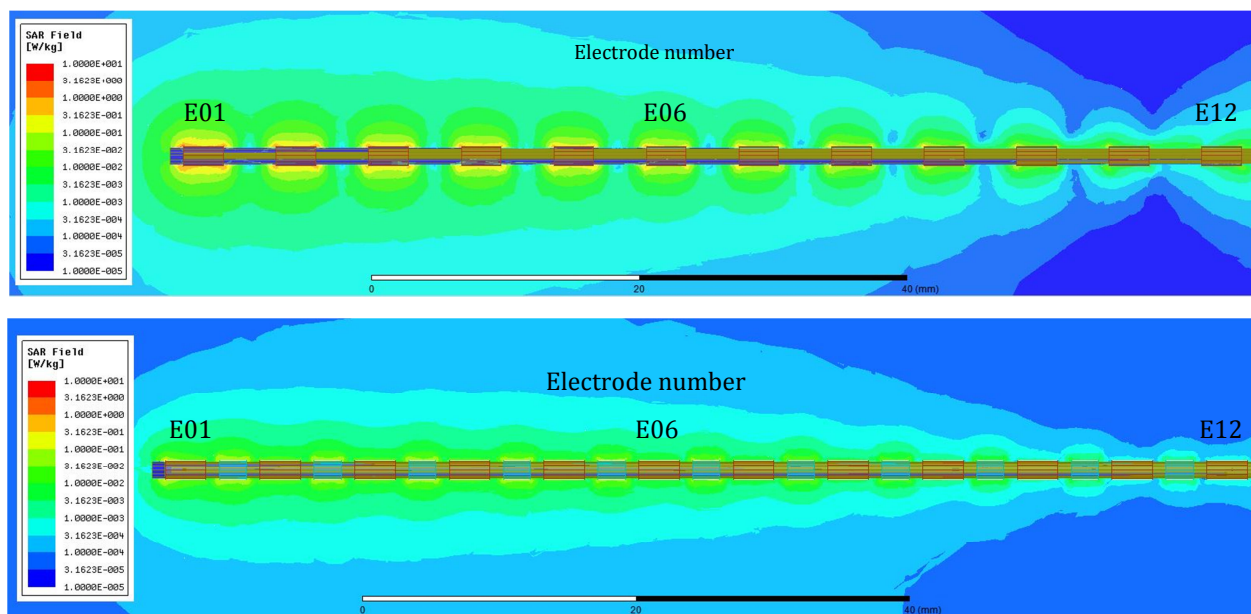 SAR Field
[W/kg]
1.0000E+001
3.1623E+000
1.0000E+000
3.1623E-001
1.0000E-001
3.1623E-002
1.0000E-002
3.1623E-003
1.0000E-003
3.1623E-004
1.0000E-004
3.1623E-005
1.0000E-005
Electrode number
E01 E06 E12
0 20 40 (mm)
SAR Field
[W/kg]
1.0000E+001
3.1623E+000
1.0000E+000
3.1623E-001
1.0000E-001
3.1623E-002
1.0000E-002
3.1623E-003
1.0000E-003
3.1623E-004
1.0000E-004
3.1623E-005
1.0000E-005
Electrode number
E01 E06 E12
0 20 40 (mm)